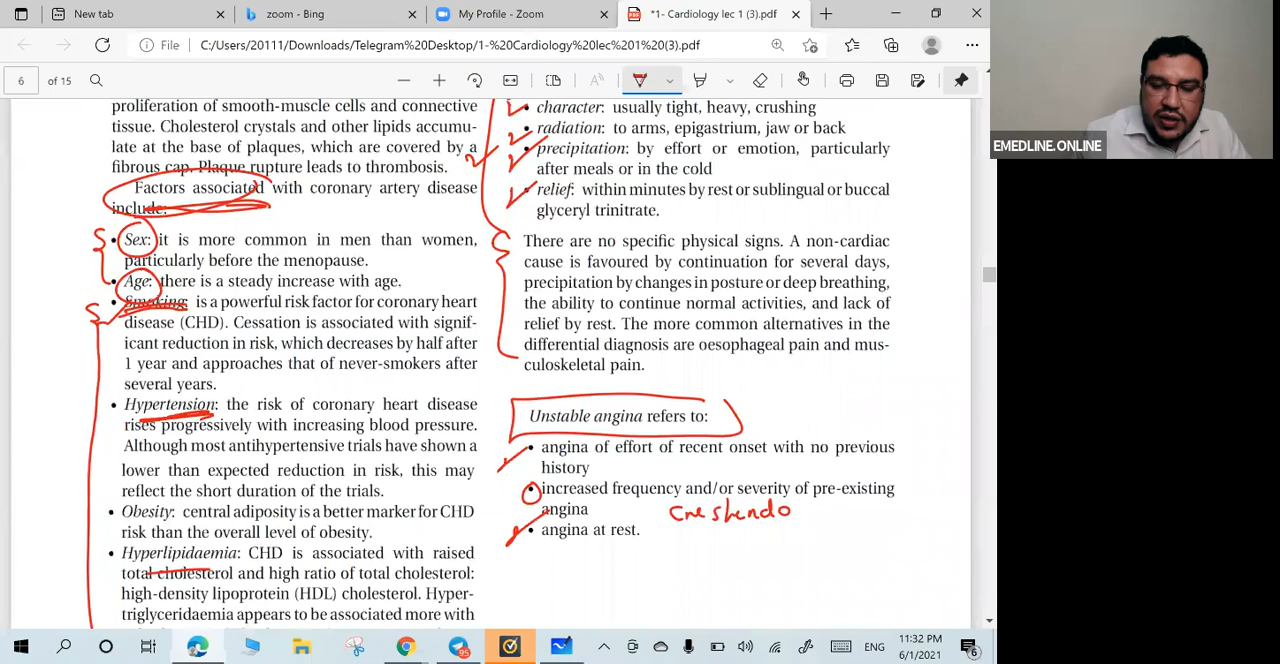 New tab
zoom - Bing
My Profile - Zoom
*1- Cardiology lec 1 (3).pdf
File
C:/Users/20111/Downloads/Telegram%20Desktop/1-%20Cardiology%20lec%201%20(3).pdf
6 of 15
proliferation of smooth-muscle cells and connective
tissue. Cholesterol crystals and other lipids accumu-
late at the base of plaques, which are covered by a
fibrous cap. Plaque rupture leads to thrombosis.
Factors associated with coronary artery disease
include:
• Sex: it is more common in men than women,
particularly before the menopause.
• Age: there is a steady increase with age.
• Smoking: is a powerful risk factor for coronary heart
disease (CHD). Cessation is associated with signif-
icant reduction in risk, which decreases by half after
1 year and approaches that of never-smokers after
several years.
• Hypertension: the risk of coronary heart disease
rises progressively with increasing blood pressure.
Although most antihypertensive trials have shown a
lower than expected reduction in risk, this may
reflect the short duration of the trials.
• Obesity: central adiposity is a better marker for CHD
risk than the overall level of obesity.
• Hyperlipidaemia: CHD is associated with raised
total cholesterol and high ratio of total cholesterol:
high-density lipoprotein (HDL) cholesterol. Hyper-
triglyceridaemia appears to be associated more with
character: usually tight, heavy, crushing
• radiation: to arms, epigastrium, jaw or back
• precipitation: by effort or emotion, particularly
after meals or in the cold
• relief: within minutes by rest or sublingual or buccal
glyceryl trinitrate.
There are no specific physical signs. A non-cardiac
cause is favoured by continuation for several days,
precipitation by changes in posture or deep breathing,
the ability to continue normal activities, and lack of
relief by rest. The more common alternatives in the
differential diagnosis are oesophageal pain and mus-
culoskeletal pain.
Unstable angina refers to:
• angina of effort of recent onset with no previous
history
• increased frequency and/or severity of pre-existing
angina
• angina at rest.
EMEDLINE.ONLINE
95
ENG
11:32 PM
6/1/2021
6